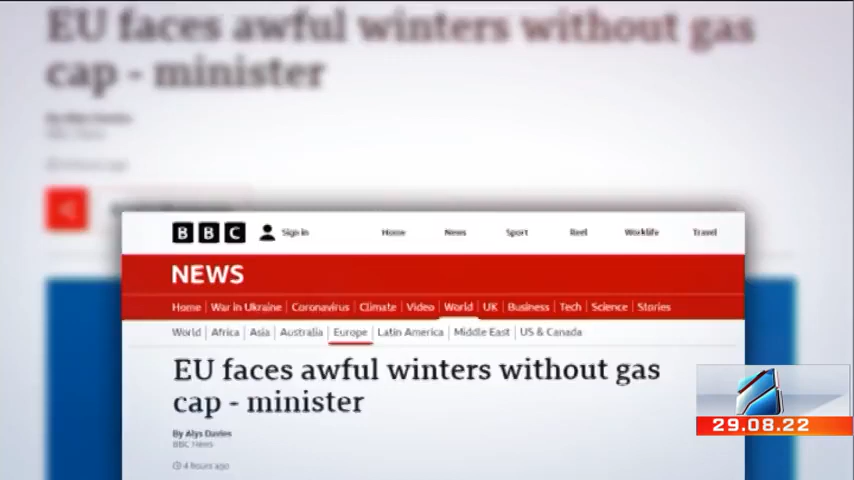 EU faces awful winters without gas
cap - minister
BBC Sign in Home News Sport Reel Worklife Travel
NEWS
Home War in Ukraine Coronavirus Climate Video World UK Business Tech Science Stories
World Africa Asia Australia Europe Latin America Middle East US & Canada
EU faces awful winters without gas
cap - minister
By Alys Davies
BBC News
4 hours ago
29.08.22